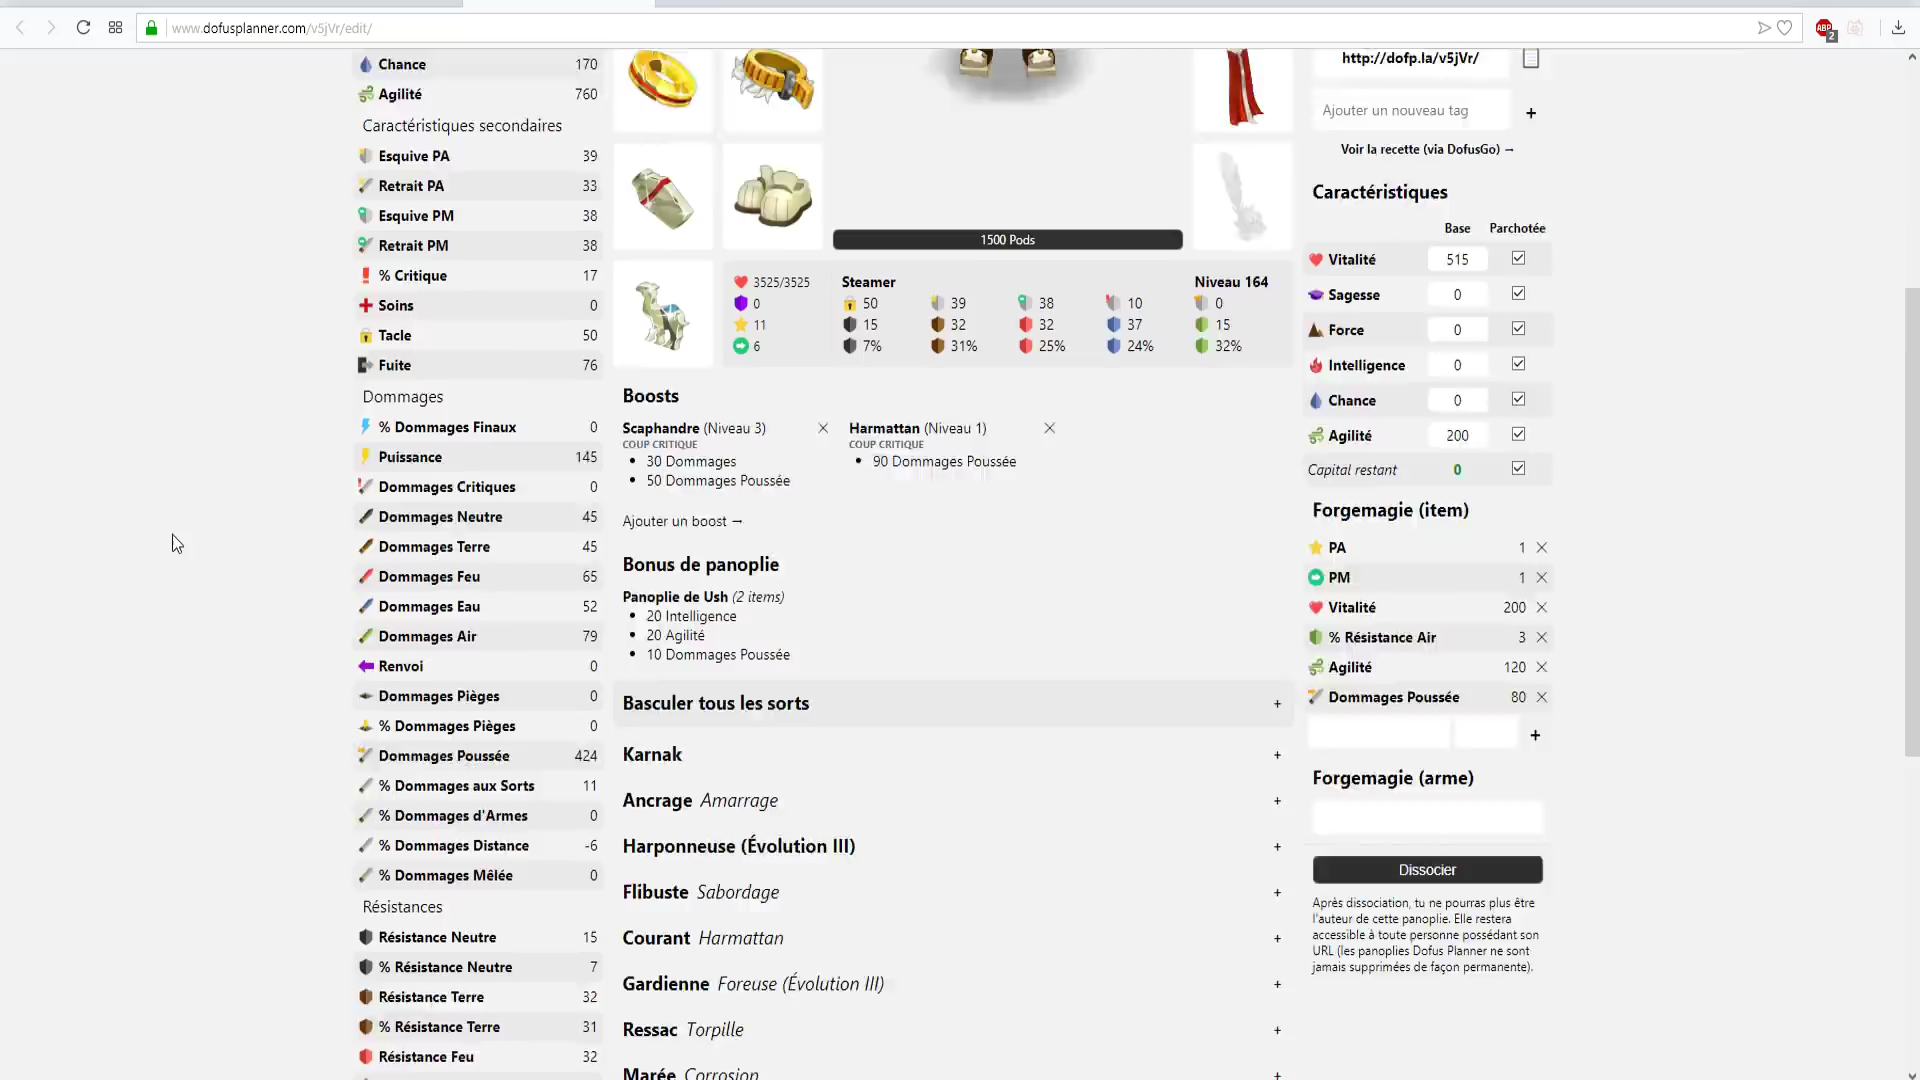 www.dofusplanner.com/v5jVr/edit/
ABP
2
Chance 170
Agilité 760
Caractéristiques secondaires
Esquive PA 39
Retrait PA 33
Esquive PM 38
Retrait PM 38
% Critique 17
Soins 0
Tacle 50
Fuite 76
Dommages
% Dommages Finaux 0
Puissance 145
Dommages Critiques 0
Dommages Neutre 45
Dommages Terre 45
Dommages Feu 65
Dommages Eau 52
Dommages Air 79
Renvoi 0
Dommages Pièges 0
% Dommages Pièges 0
Dommages Poussée 424
% Dommages aux Sorts 11
% Dommages d'Armes 0
% Dommages Distance -6
% Dommages Mêlée 0
Résistances
Résistance Neutre 15
% Résistance Neutre 7
Résistance Terre 32
% Résistance Terre 31
Résistance Feu 32
1500 Pods
3525/3525 Steamer Niveau 164
0 50 39 38 10 0
11 15 32 32 37 15
6 7% 31% 25% 24% 32%
Boosts
Scaphandre (Niveau 3)
COUP CRITIQUE
• 30 Dommages
• 50 Dommages Poussée
Harmattan (Niveau 1)
COUP CRITIQUE
• 90 Dommages Poussée
Ajouter un boost →
Bonus de panoplie
Panoplie de Ush (2 items)
• 20 Intelligence
• 20 Agilité
• 10 Dommages Poussée
Basculer tous les sorts +
Karnak +
Ancrage Amarrage +
Harponneuse (Évolution III) +
Flibuste Sabordage +
Courant Harmattan +
Gardienne Foreuse (Évolution III) +
Ressac Torpille +
Marée Corrosion +
http://dofp.la/v5jVr/
Ajouter un nouveau tag +
Voir la recette (via DofusGo) →
Caractéristiques
Base Parchotée
Vitalité 515
Sagesse 0
Force 0
Intelligence 0
Chance 0
Agilité 200
Capital restant 0
Forgemagie (item)
PA 1
PM 1
Vitalité 200
% Résistance Air 3
Agilité 120
Dommages Poussée 80
+
Forgemagie (arme)
Dissocier
Après dissociation, tu ne pourras plus être
l'auteur de cette panoplie. Elle restera
accessible à toute personne possédant son
URL (les panoplies Dofus Planner ne sont
jamais supprimées de façon permanente).